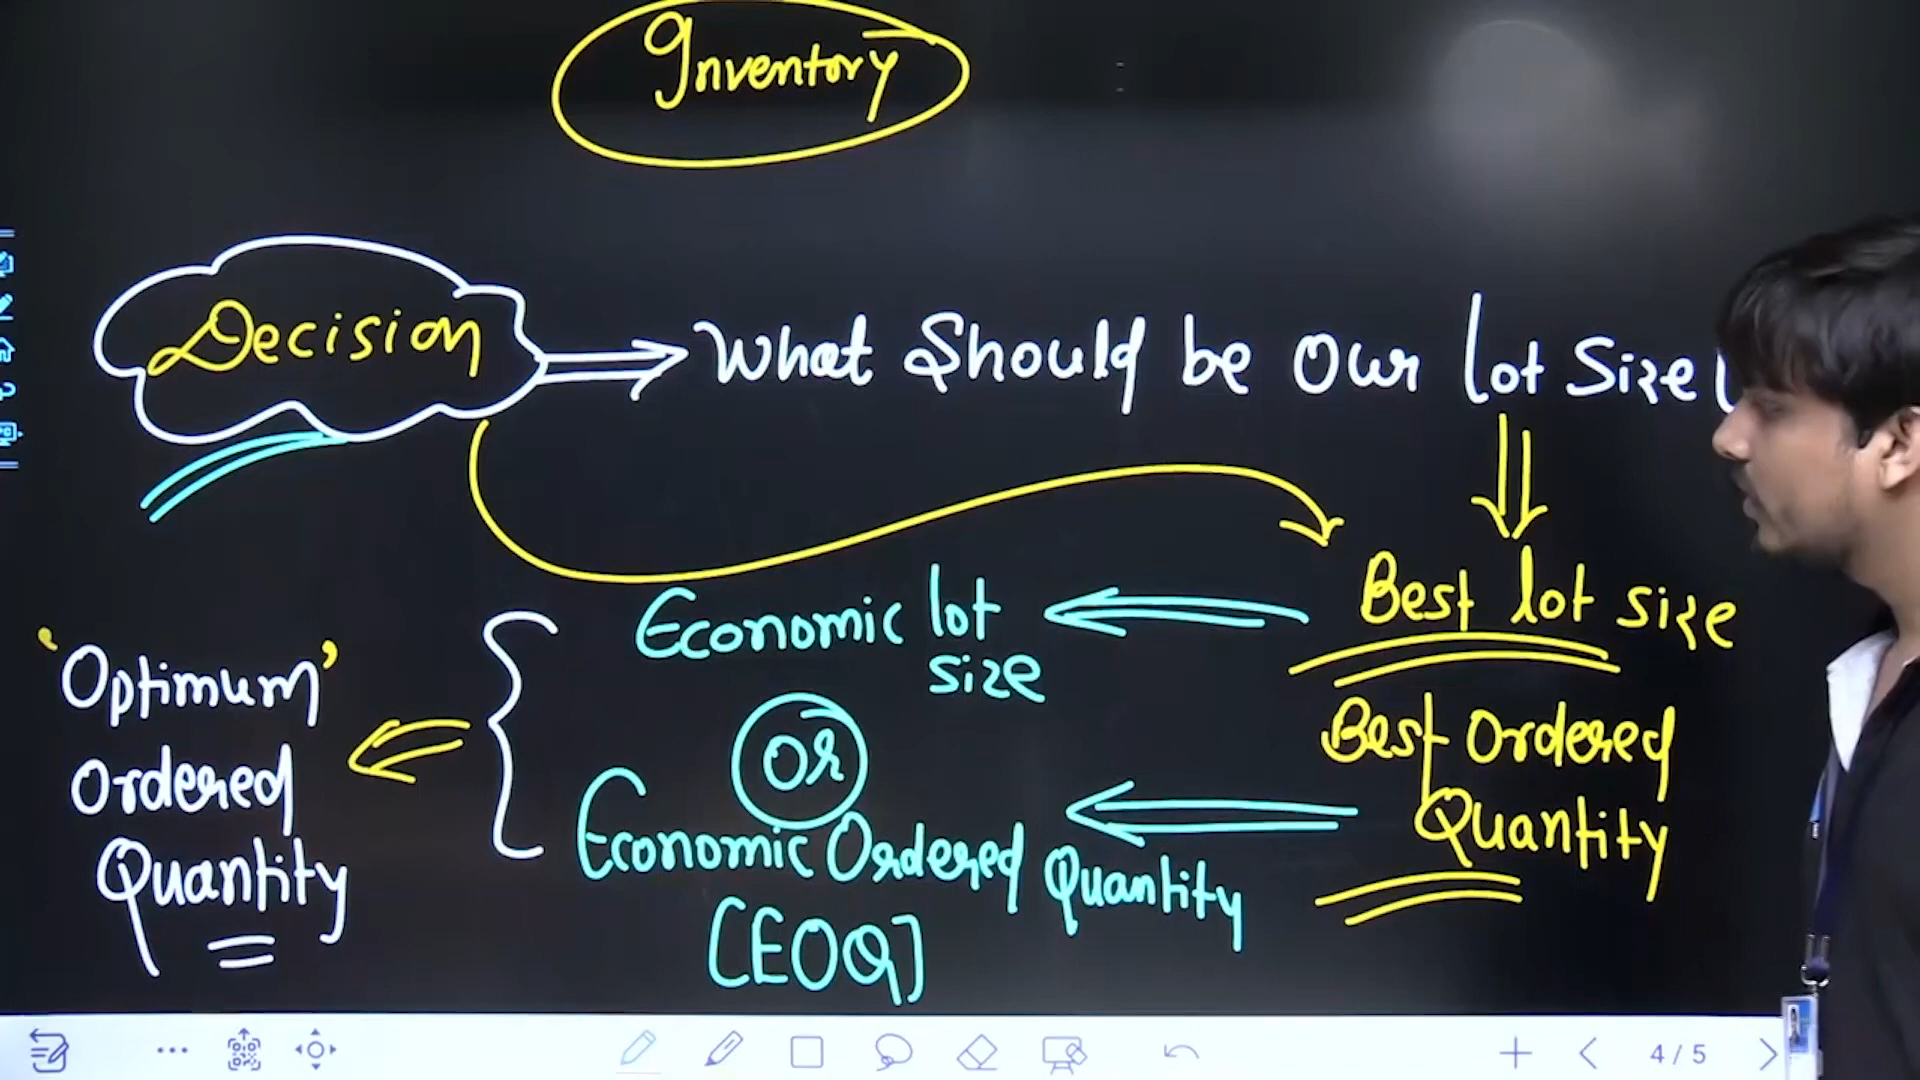 Inventory
Decision
What Should be Our lot Size
Best lot size
Economic lot
size
Or
Best Ordered
Quantity
Economic Ordered Quantity
[EOQ]
'Optimum'
Ordered
Quantity
4/5